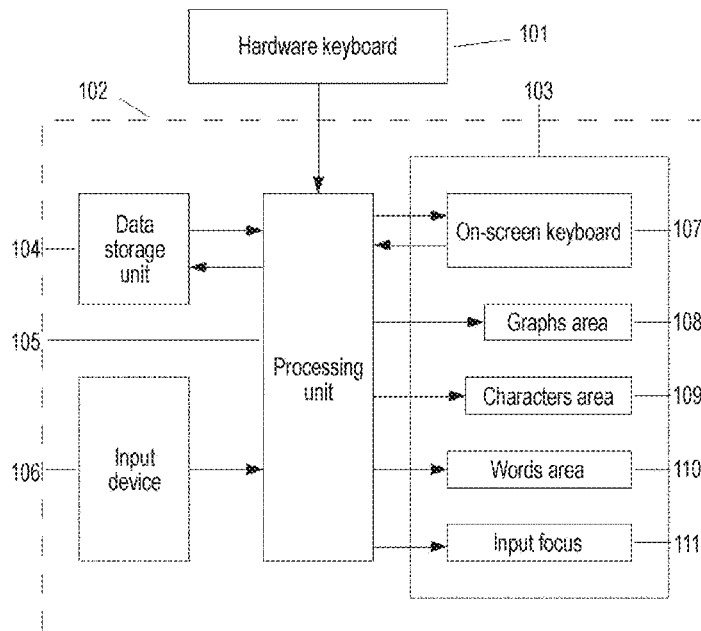 Hardware keyboard
101
102
103
Data
storage
unit
104
On-screen keyboard
107
Graphs area
108
105
Processing
unit
Characters area
109
106
Input
device
Words area
110
Input focus
111